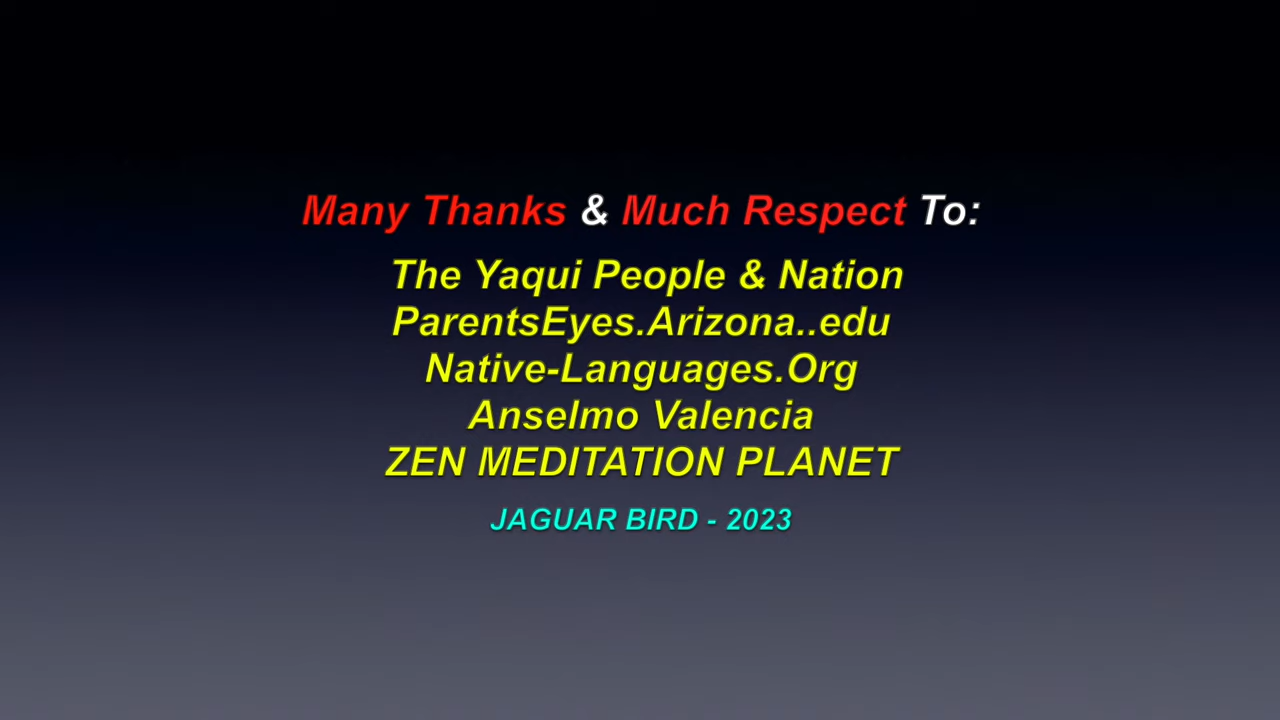 Many Thanks & Much Respect To:
The Yaqui People & Nation
ParentsEyes.Arizona..edu
Native-Languages.Org
Anselmo Valencia
ZEN MEDITATION PLANET
JAGUAR BIRD - 2023